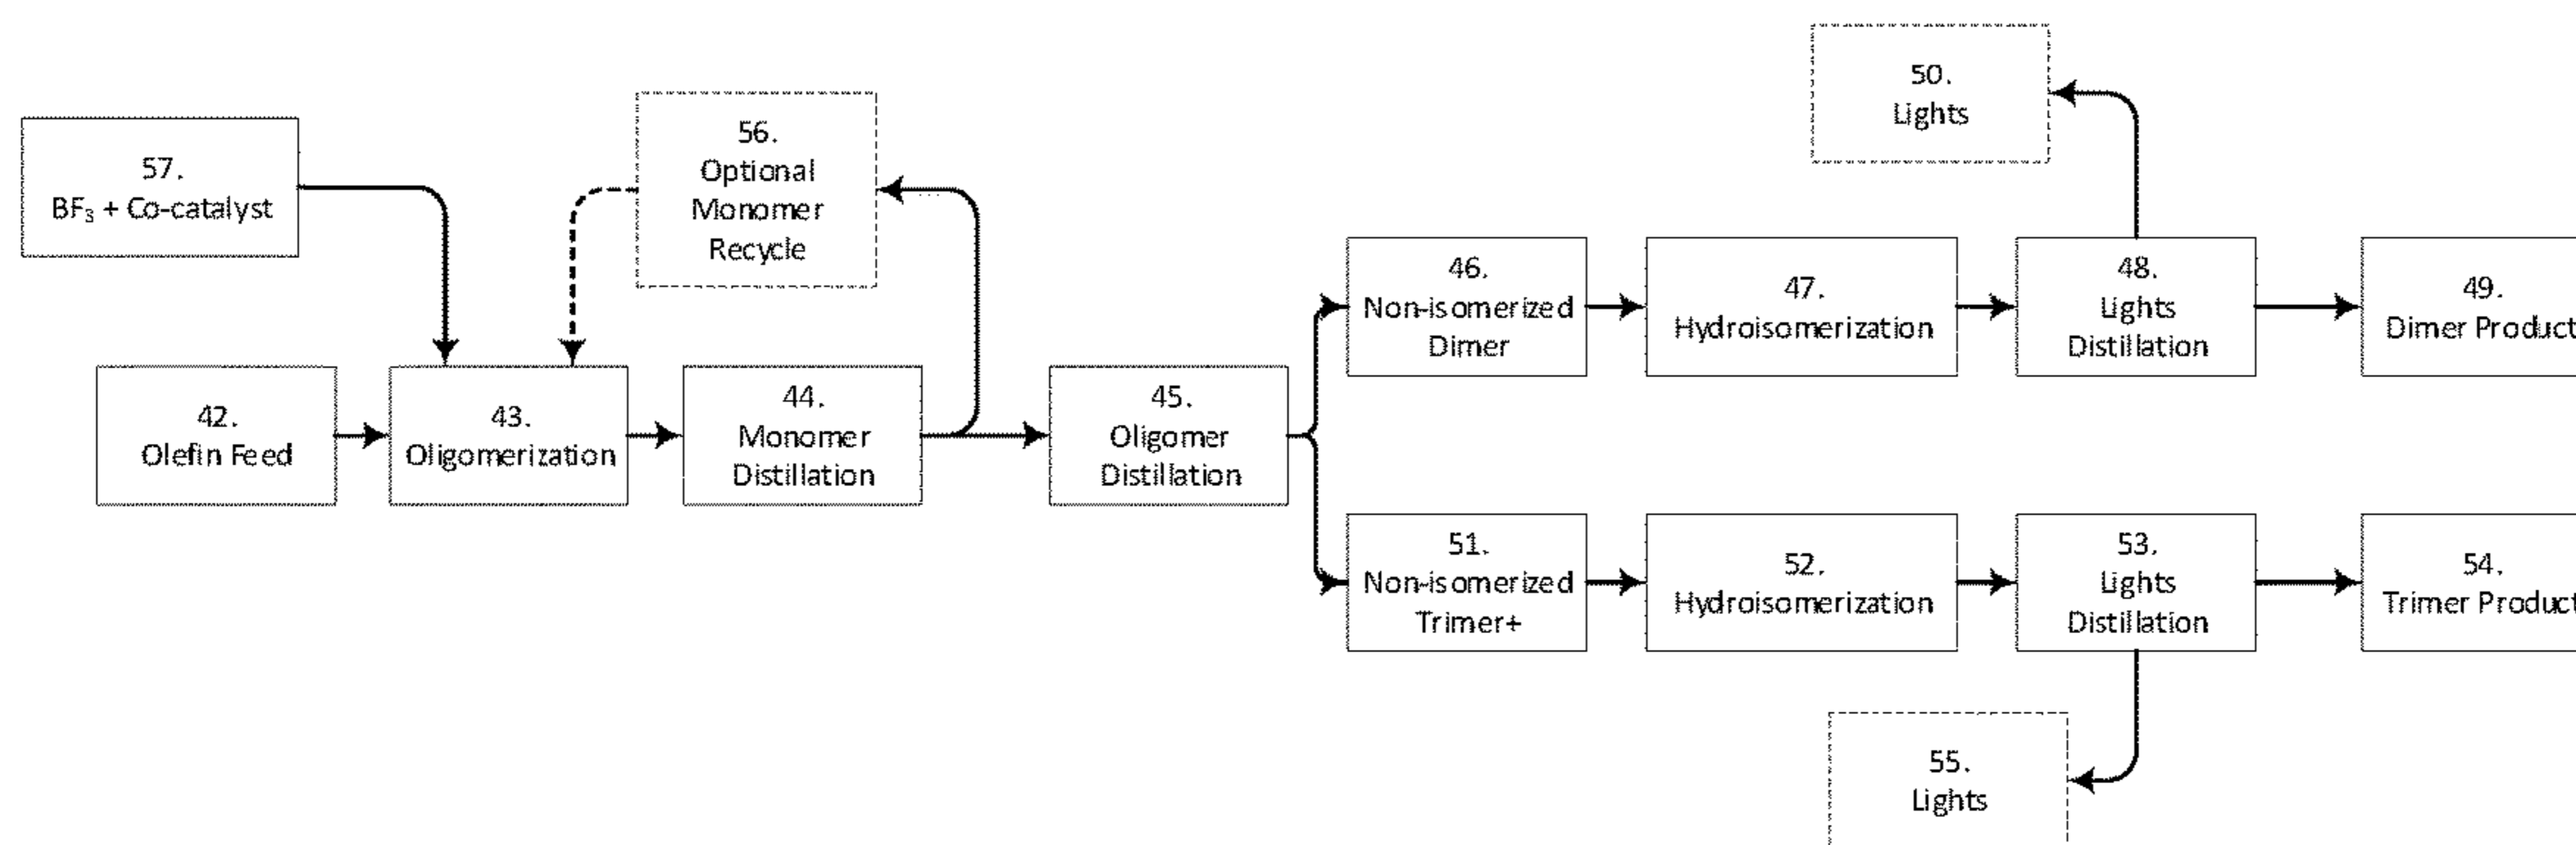 50.
Lights
57.
BF₃ + Co-catalyst
56.
Optional
Monomer
Recycle
46.
Non-isomerized
Dimer
47.
Hydroisomerization
48.
Lights
Distillation
49.
Dimer Product
42.
Olefin Feed
43.
Oligomerization
44.
Monomer
Distillation
45.
Oligomer
Distillation
51.
Non-isomerized
Trimer+
52.
Hydroisomerization
53.
Lights
Distillation
54.
Trimer Product
55.
Lights